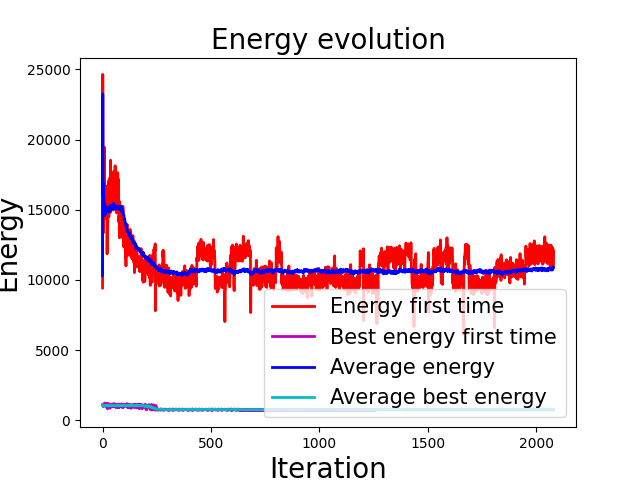 Energy evolution
25000
20000
15000
10000
5000
0
Energy
0
500
1000
1500
2000
Iteration
Energy first time
Best energy first time
Average energy
Average best energy